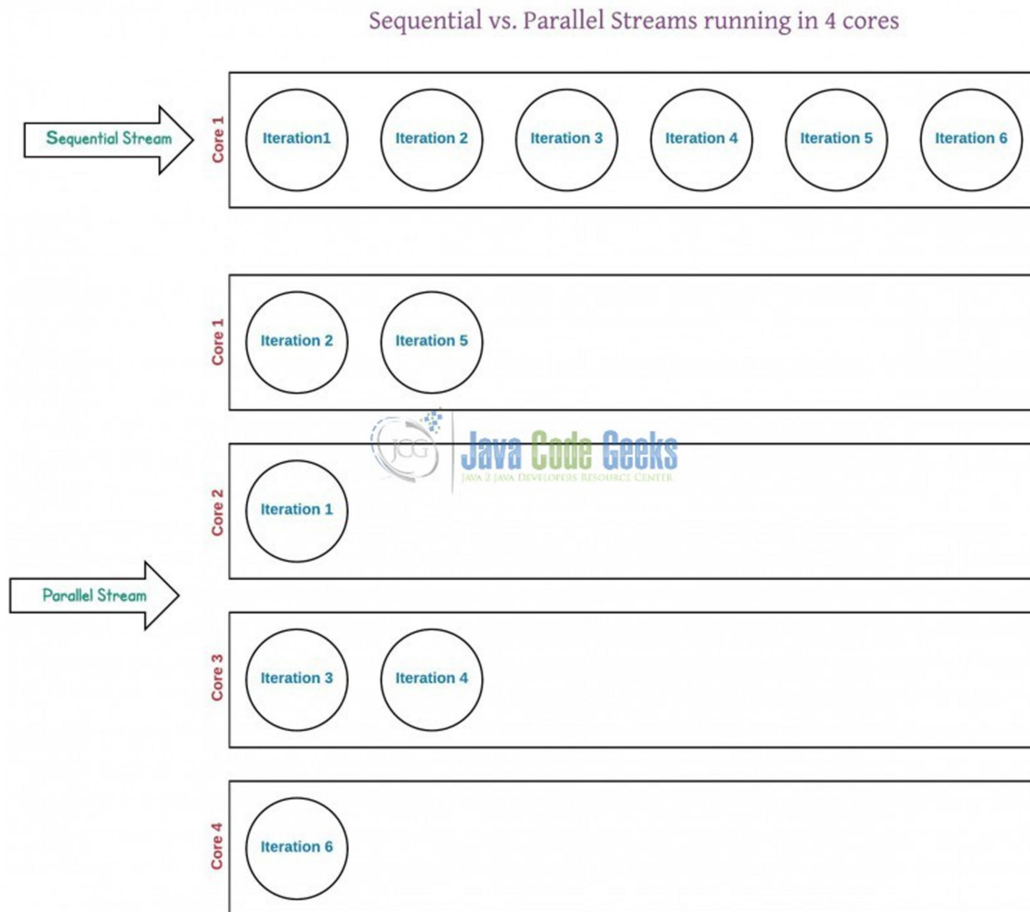 Sequential vs. Parallel Streams running in 4 cores
Sequential Stream
Core 1
Iteration1
Iteration 2
Iteration 3
Iteration 4
Iteration 5
Iteration 6
Core 1
Iteration 2
Iteration 5
JCG
Java Code Geeks
JAVA 2 JAVA DEVELOPERS RESOURCE CENTER
Core 2
Iteration 1
Parallel Stream
Core 3
Iteration 3
Iteration 4
Core 4
Iteration 6